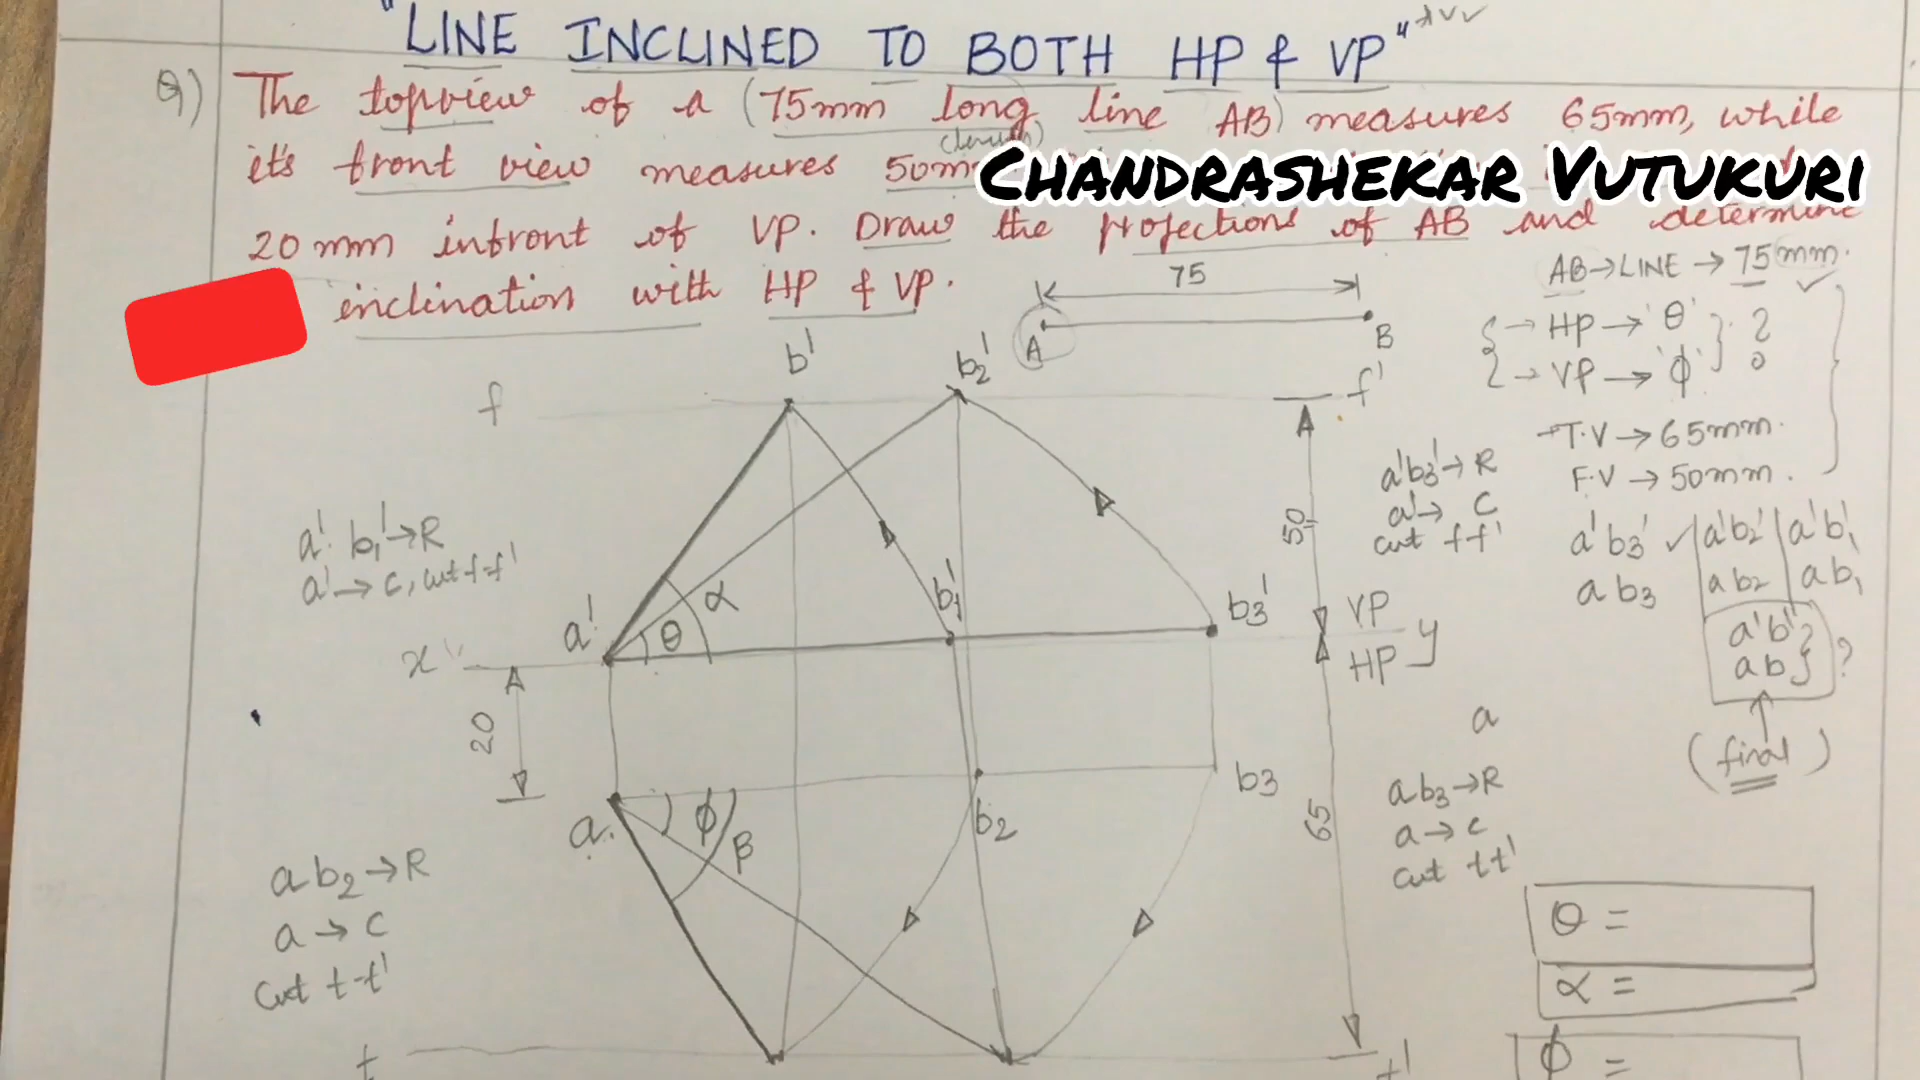 "LINE INCLINED TO BOTH HP & VP"
Q) The topview of a (75mm long line AB) measures 65mm, while
it's front view measures 50mm
CHANDRASHEKAR VUTUKURI
20mm infront of VP. Draw the projections of AB and determine
inclination with HP & VP.
75
A
B
AB→LINE → 75mm.
→ HP → 'θ'
→ VP → 'ϕ'
?
T.V → 65mm.
F.V → 50mm.
b'
b2'
f
f'
a'b3' → R
a' → C
cut ff'
50
a'b3' ✓ | a'b2' | a'b1'
ab3 | ab2 | ab1
a'b'
ab
?
(final)
a'b1' → R
a' → C, cut f-f'
a'
α
θ
b1'
b3'
VP
HP
x
y
20
a
b3
a.
ϕ
β
b2
65
ab3 → R
a → C
cut tt'
ab2 → R
a → C
Cut t-t'
θ =
α =
ϕ =
t
t'